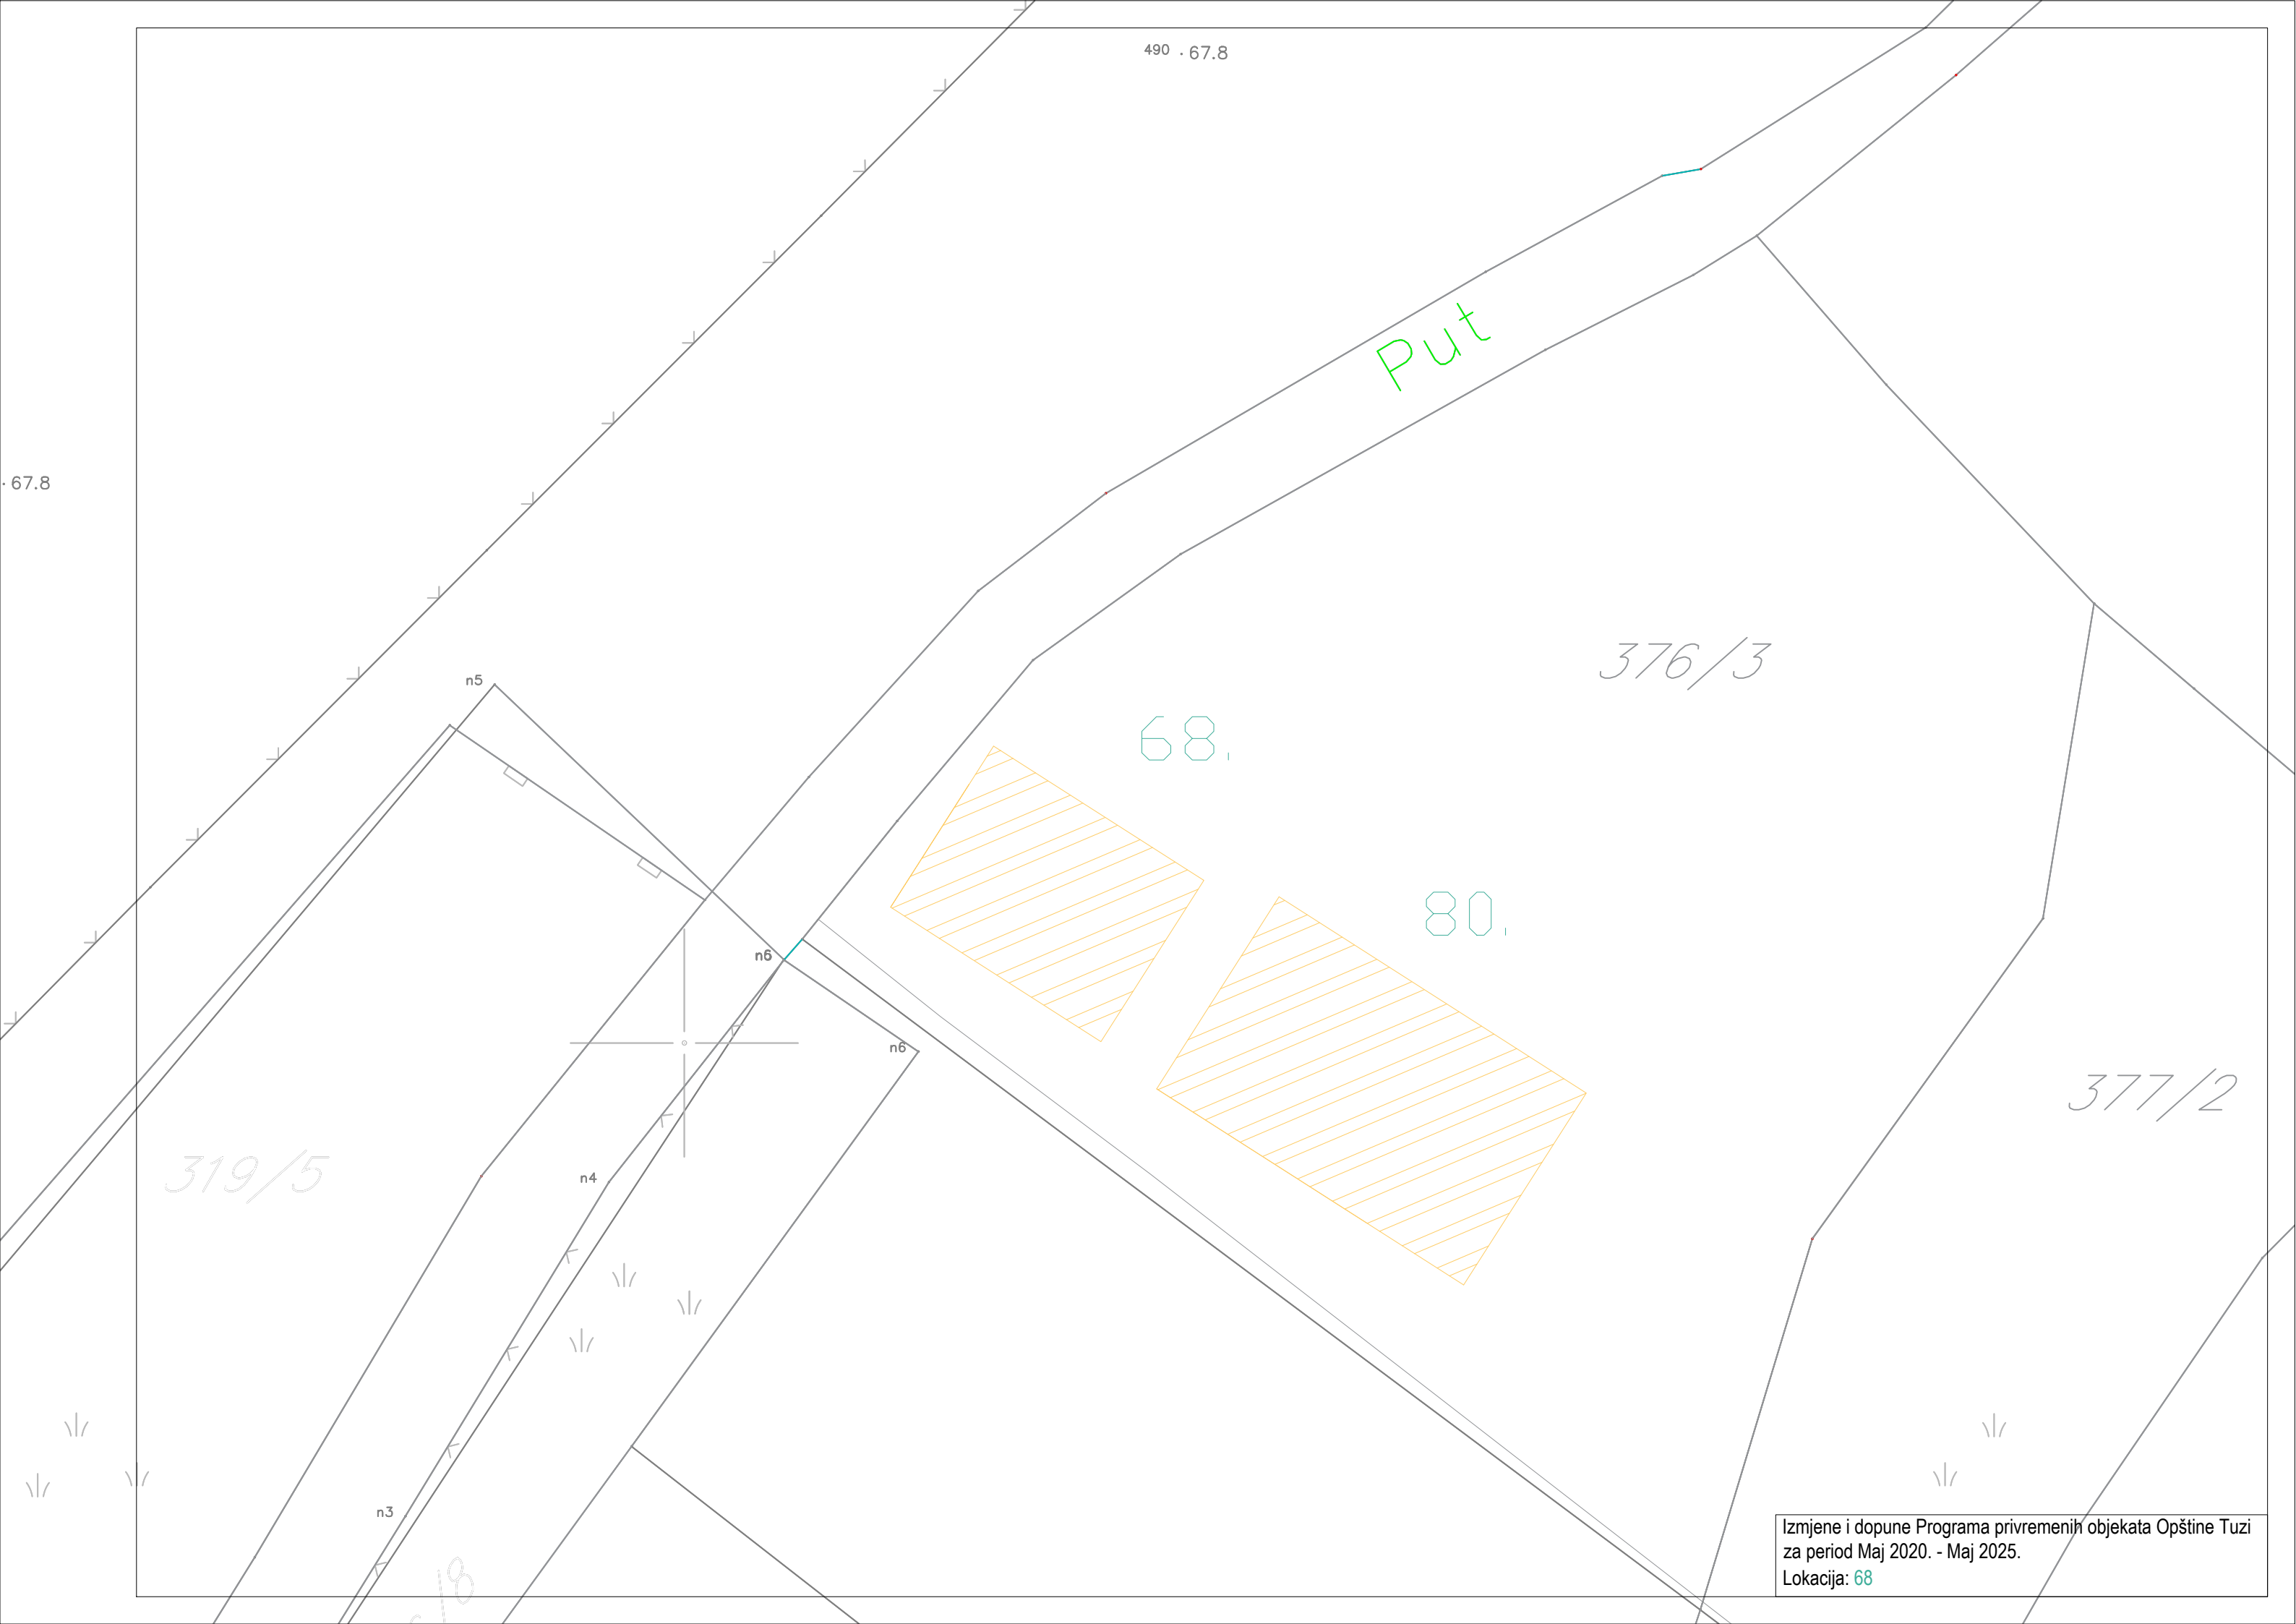 490 · 67.8
· 67.8
Put
376/3
n5
68.
80.
n6
n6
377/2
319/5
n4
n3
/8
Izmjene i dopune Programa privremenih objekata Opštine Tuzi
za period Maj 2020. - Maj 2025.
Lokacija: 68